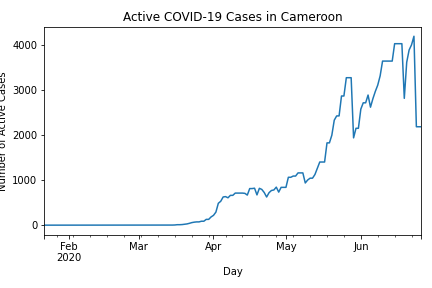 Active COVID-19 Cases in Cameroon
Number of Active Cases
4000
3000
2000
1000
0
Feb
2020
Mar
Apr
May
Jun
Day